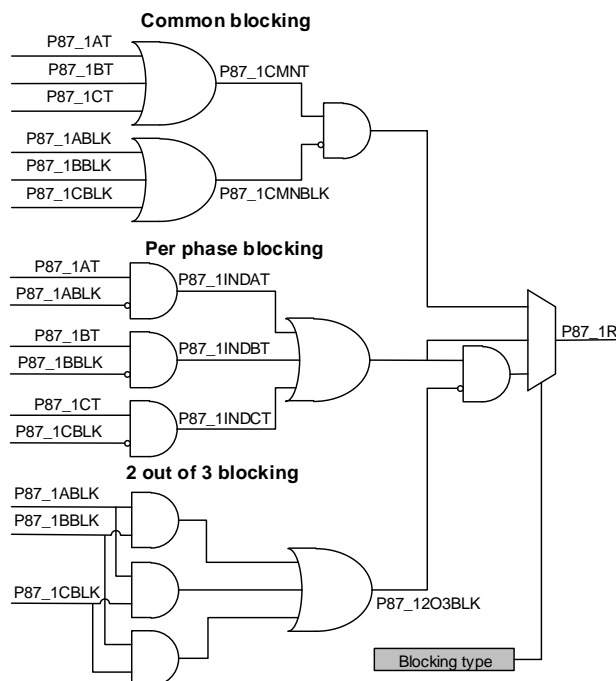 Common blocking
P87_1AT
P87_1BT
P87_1CT
P87_1CMNT
P87_1ABLK
P87_1BBLK
P87_1CBLK
P87_1CMNBLK
Per phase blocking
P87_1AT
P87_1ABLK
P87_1INDAT
P87_1BT
P87_1BBLK
P87_1INDBT
P87_1CT
P87_1CBLK
P87_1INDCT
P87_1R
2 out of 3 blocking
P87_1ABLK
P87_1BBLK
P87_1CBLK
P87_12O3BLK
Blocking type